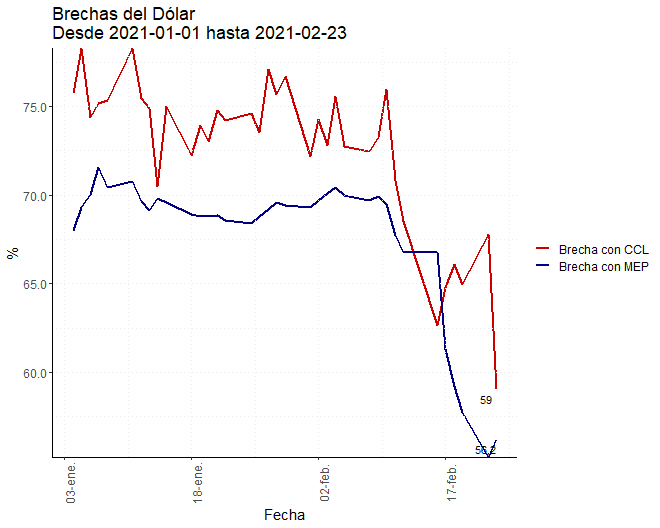 Brechas del Dólar
Desde 2021-01-01 hasta 2021-02-23
75.0
70.0
65.0
60.0
%
59
56.2
03-ene.
18-ene.
02-feb.
17-feb.
Fecha
Brecha con CCL
Brecha con MEP